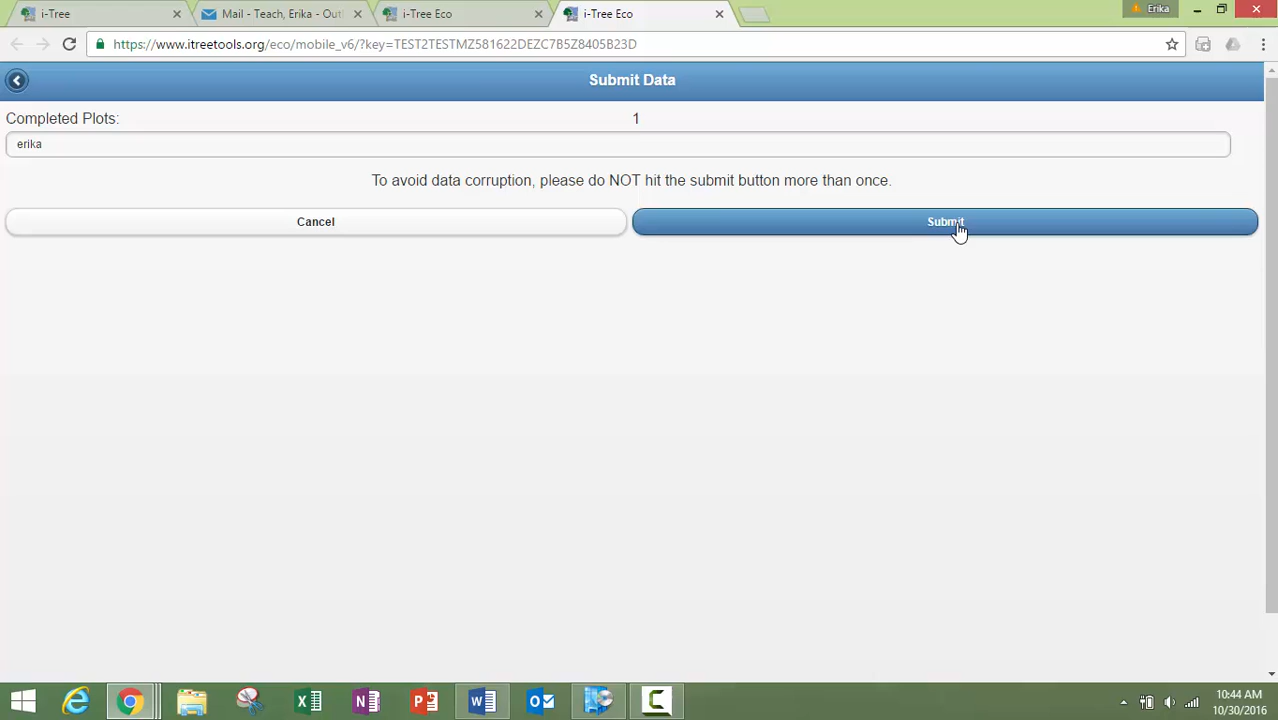 i-Tree
Mail - Teach, Erika - Outl
i-Tree Eco
i-Tree Eco
Erika
https://www.itreetools.org/eco/mobile_v6/?key=TEST2TESTMZ581622DEZC7B5Z8405B23D
Submit Data
Completed Plots: 1
erika
To avoid data corruption, please do NOT hit the submit button more than once.
Cancel Submit
10:44 AM
10/30/2016